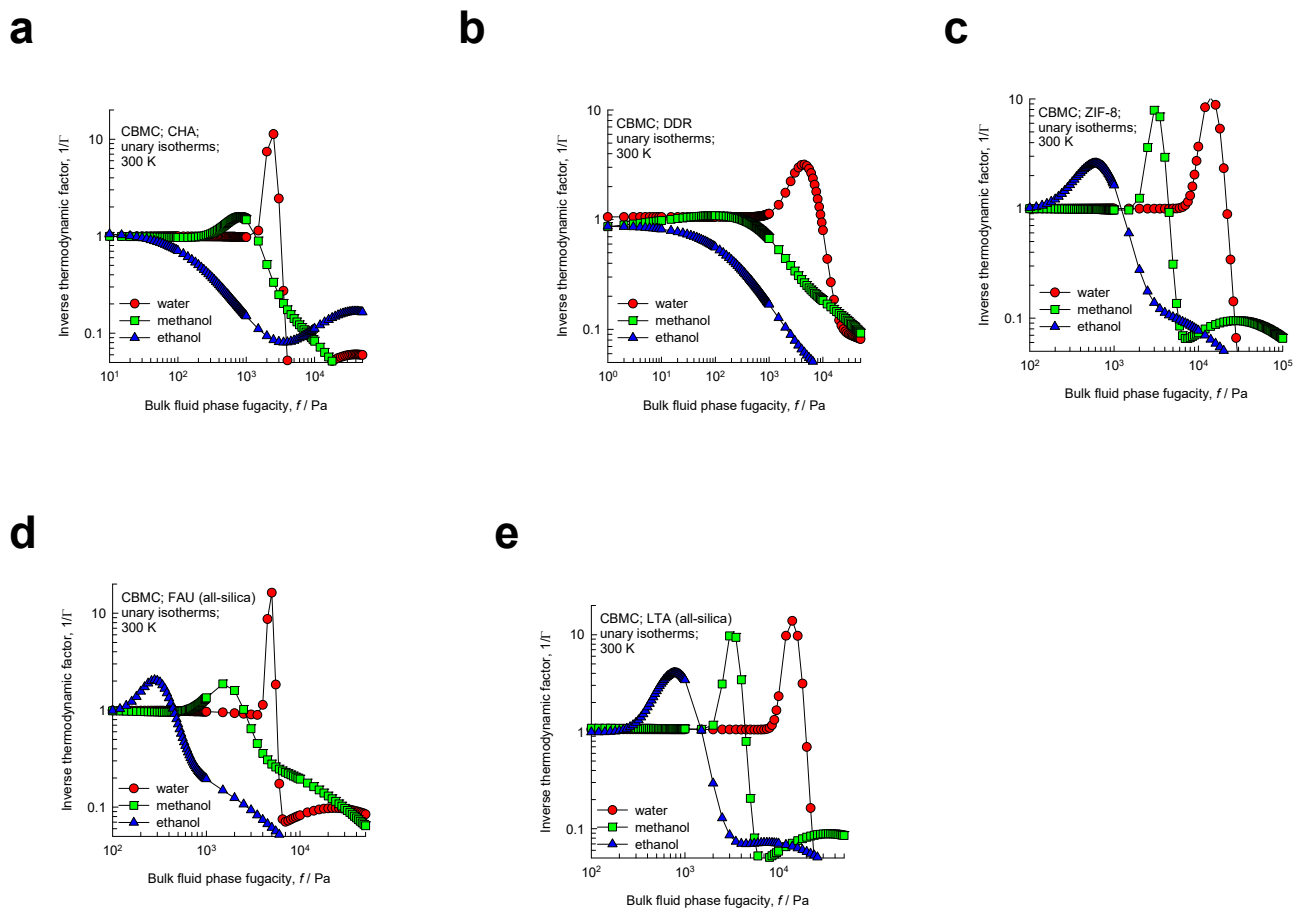 a
CBMC; CHA;
unary isotherms;
300 K
Inverse thermodynamic factor, 1/Γ
10
1
0.1
water
methanol
ethanol
10¹ 10² 10³ 10⁴
Bulk fluid phase fugacity, f / Pa
b
CBMC; DDR
unary isotherms;
300 K
Inverse thermodynamic factor, 1/Γ
10
1
0.1
water
methanol
ethanol
10⁰ 10¹ 10² 10³ 10⁴
Bulk fluid phase fugacity, f / Pa
c
CBMC; ZIF-8;
unary isotherms;
300 K
Inverse thermodynamic factor, 1/Γ
10
1
0.1
water
methanol
ethanol
10² 10³ 10⁴ 10⁵
Bulk fluid phase fugacity, f / Pa
d
CBMC; FAU (all-silica)
unary isotherms;
300 K
Inverse thermodynamic factor, 1/Γ
10
1
0.1
water
methanol
ethanol
10² 10³ 10⁴
Bulk fluid phase fugacity, f / Pa
e
CBMC; LTA (all-silica)
unary isotherms;
300 K
Inverse thermodynamic factor, 1/Γ
10
1
0.1
water
methanol
ethanol
10² 10³ 10⁴
Bulk fluid phase fugacity, f / Pa